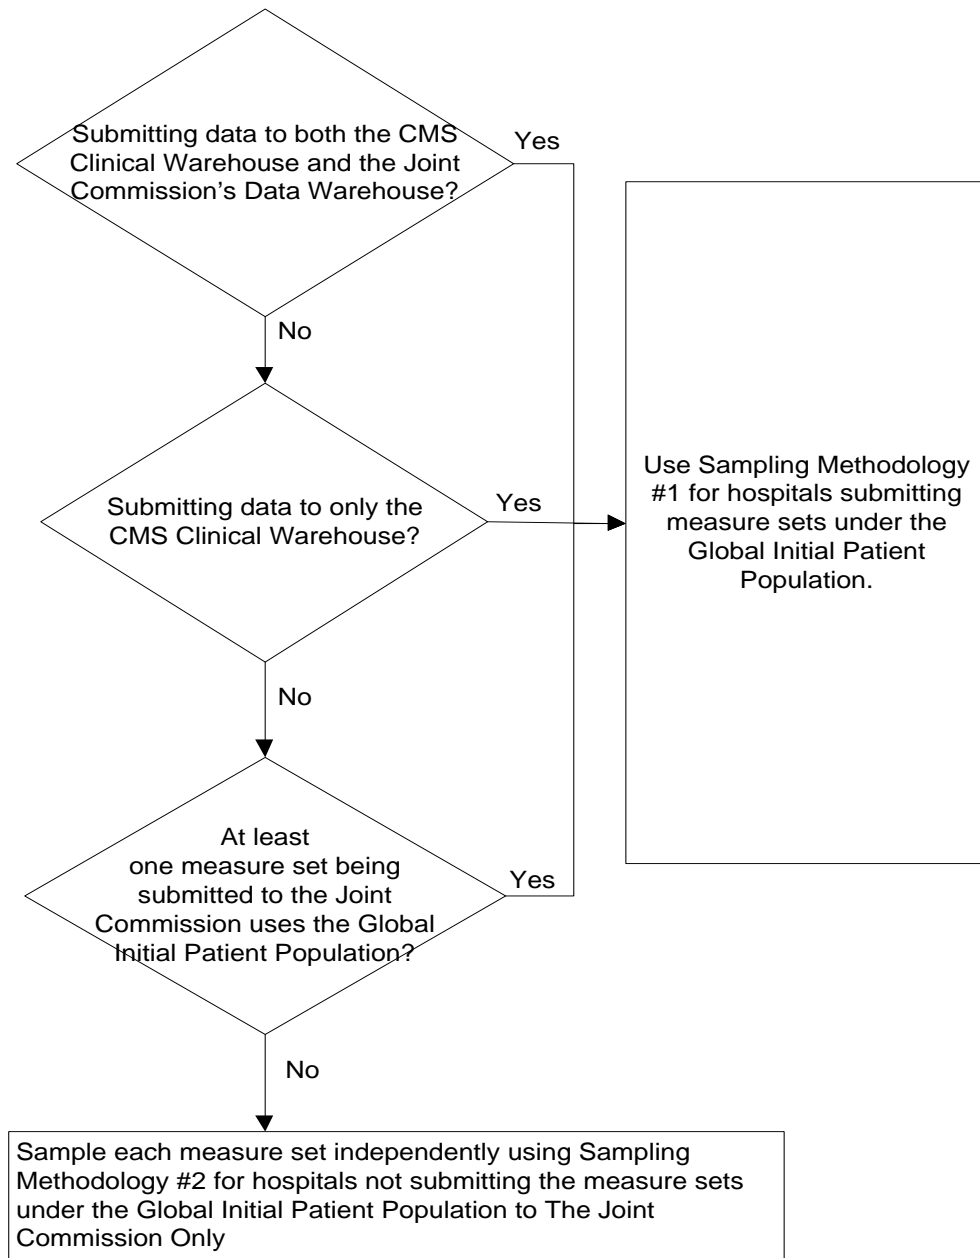 Submitting data to both the CMS
Clinical Warehouse and the Joint
Commission’s Data Warehouse?
Yes
No
Submitting data to only the
CMS Clinical Warehouse?
Yes
Use Sampling Methodology
#1 for hospitals submitting
measure sets under the
Global Initial Patient
Population.
No
At least
one measure set being
submitted to the Joint
Commission uses the Global
Initial Patient Population?
Yes
No
Sample each measure set independently using Sampling
Methodology #2 for hospitals not submitting the measure sets
under the Global Initial Patient Population to The Joint
Commission Only